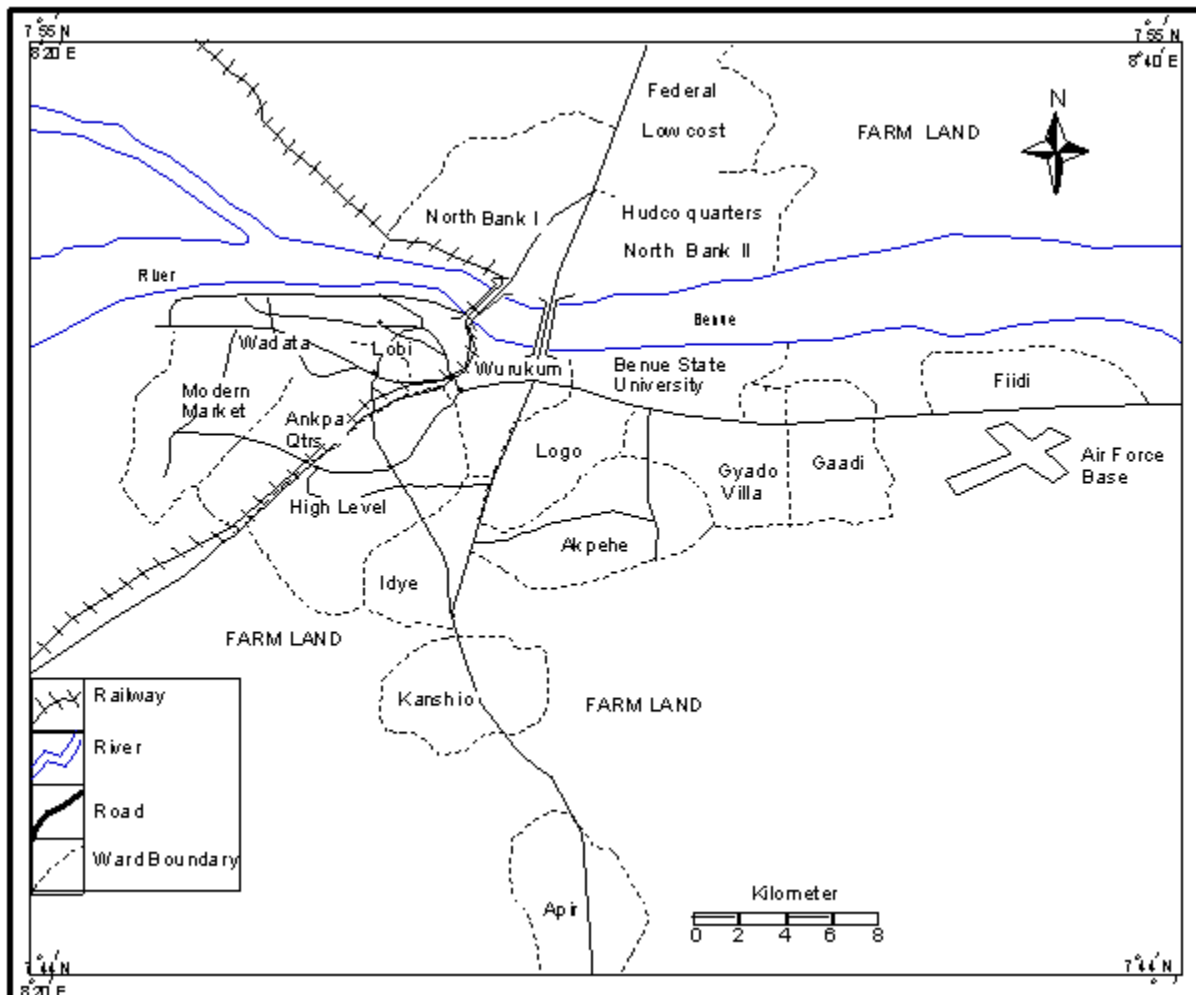 7°55' N
8°20' E
7°55' N
8°40' E
N
Federal
Low cost
FARM LAND
North Bank I
Hudco quarters
North Bank II
River
Benue
Wadata
Lobi
Wurukum
Benue State
University
Fiidi
Modern
Market
Ankpa
Qtrs
Logo
Gyado
Villa
Gaadi
Air Force
Base
High Level
Akpehe
Idye
FARM LAND
Kanshio
FARM LAND
Railway
River
Road
Ward Boundary
Apir
Kilometer
0 2 4 6 8
7°44' N
8°20' E
7°44' N